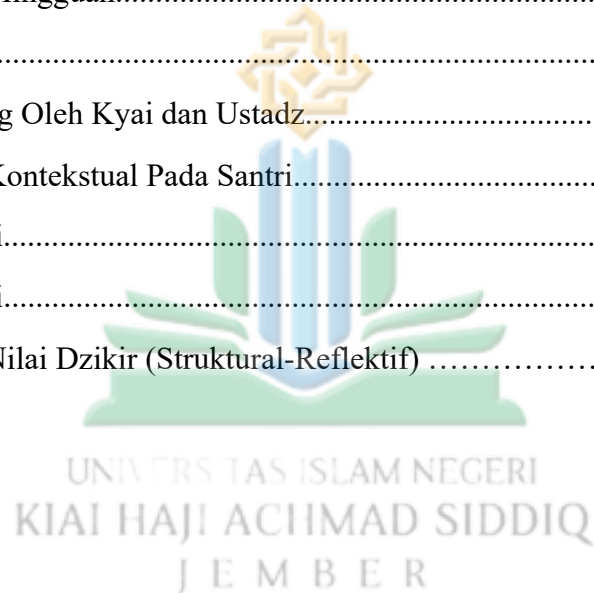 ingguan....................................................................
....................................................................
g Oleh Kyai dan Ustadz........................................
Kontekstual Pada Santri........................................
i....................................................................
i....................................................................
Nilai Dzikir (Struktural-Reflektif) ………………
UNIVERSITAS ISLAM NEGERI
KIAI HAJI ACHMAD SIDDIQ
JEMBER